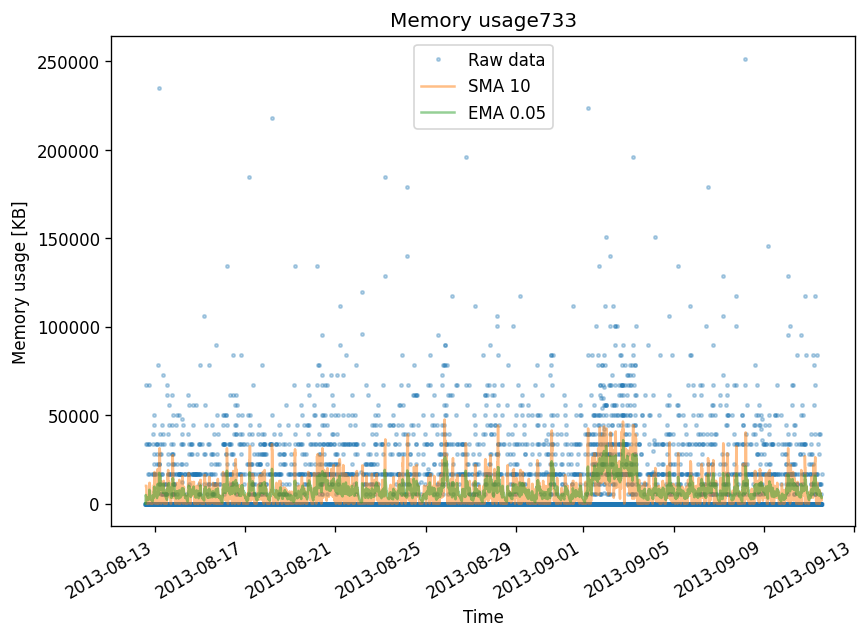 Memory usage733
Raw data
SMA 10
EMA 0.05
Memory usage [KB]
250000
200000
150000
100000
50000
0
2013-08-13
2013-08-17
2013-08-21
2013-08-25
2013-08-29
2013-09-01
2013-09-05
2013-09-09
2013-09-13
Time